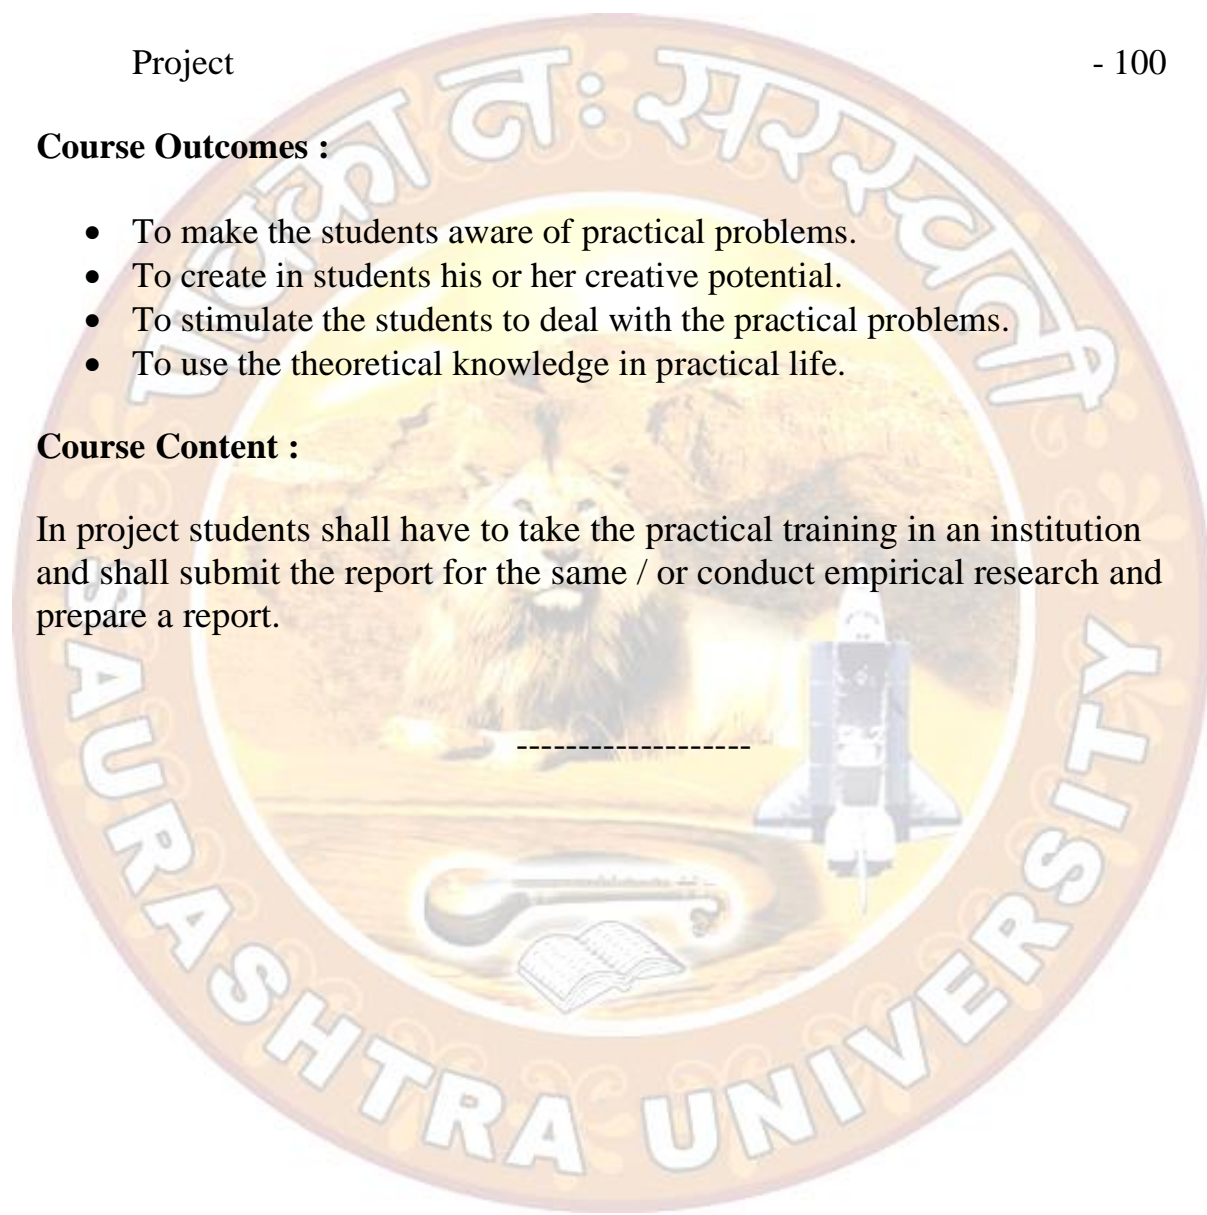 Project - 100
Course Outcomes :
• To make the students aware of practical problems.
• To create in students his or her creative potential.
• To stimulate the students to deal with the practical problems.
• To use the theoretical knowledge in practical life.
Course Content :
In project students shall have to take the practical training in an institution
and shall submit the report for the same / or conduct empirical research and
prepare a report.
-------------------
पावका नः सरस्वती
SAURASHTRA UNIVERSITY